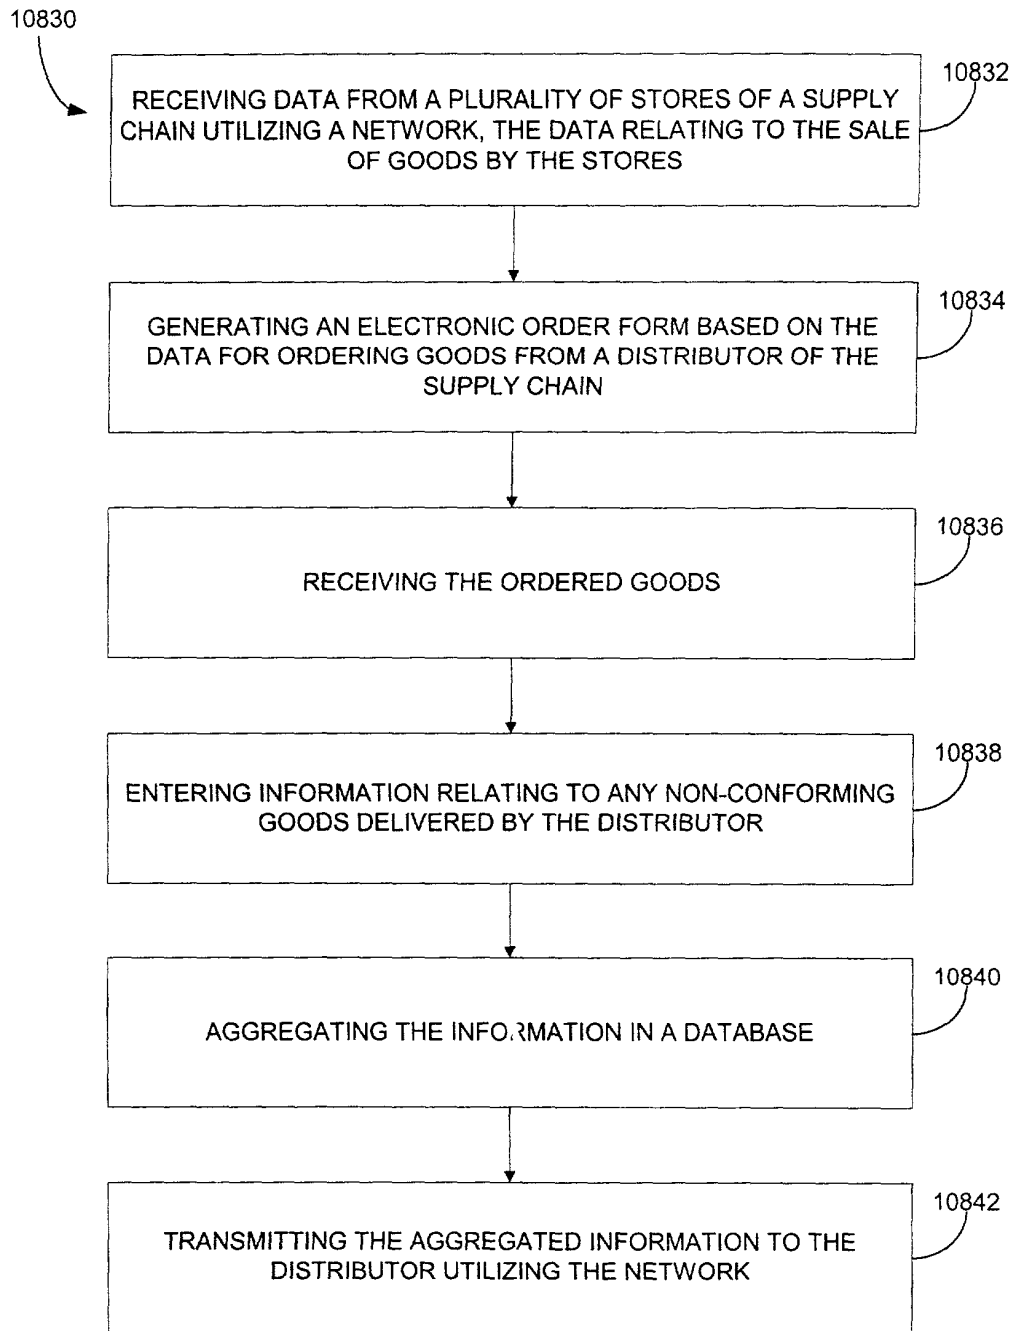 10830
10832
RECEIVING DATA FROM A PLURALITY OF STORES OF A SUPPLY
CHAIN UTILIZING A NETWORK, THE DATA RELATING TO THE SALE
OF GOODS BY THE STORES
10834
GENERATING AN ELECTRONIC ORDER FORM BASED ON THE
DATA FOR ORDERING GOODS FROM A DISTRIBUTOR OF THE
SUPPLY CHAIN
10836
RECEIVING THE ORDERED GOODS
10838
ENTERING INFORMATION RELATING TO ANY NON-CONFORMING
GOODS DELIVERED BY THE DISTRIBUTOR
10840
AGGREGATING THE INFORMATION IN A DATABASE
10842
TRANSMITTING THE AGGREGATED INFORMATION TO THE
DISTRIBUTOR UTILIZING THE NETWORK